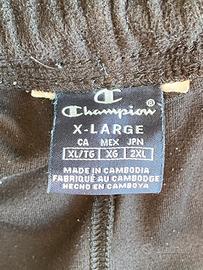 Champion®
X-LARGE
CA MEX JPN
XL/TG XG 2XL
MADE IN CAMBODIA
FABRIQUÉ AU CAMBODGE
HECHO EN CAMBOYA